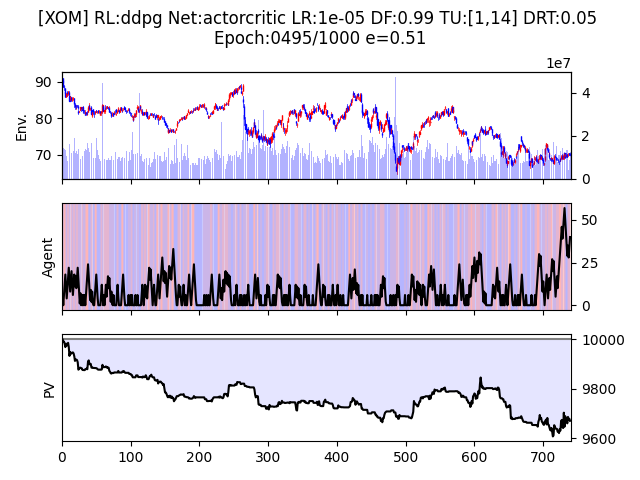 [XOM] RL:ddpg Net:actorcritic LR:1e-05 DF:0.99 TU:[1,14] DRT:0.05
Epoch:0495/1000 e=0.51
1e7
90
80
70
Env.
4
2
0
Agent
50
25
0
PV
10000
9800
9600
0 100 200 300 400 500 600 700